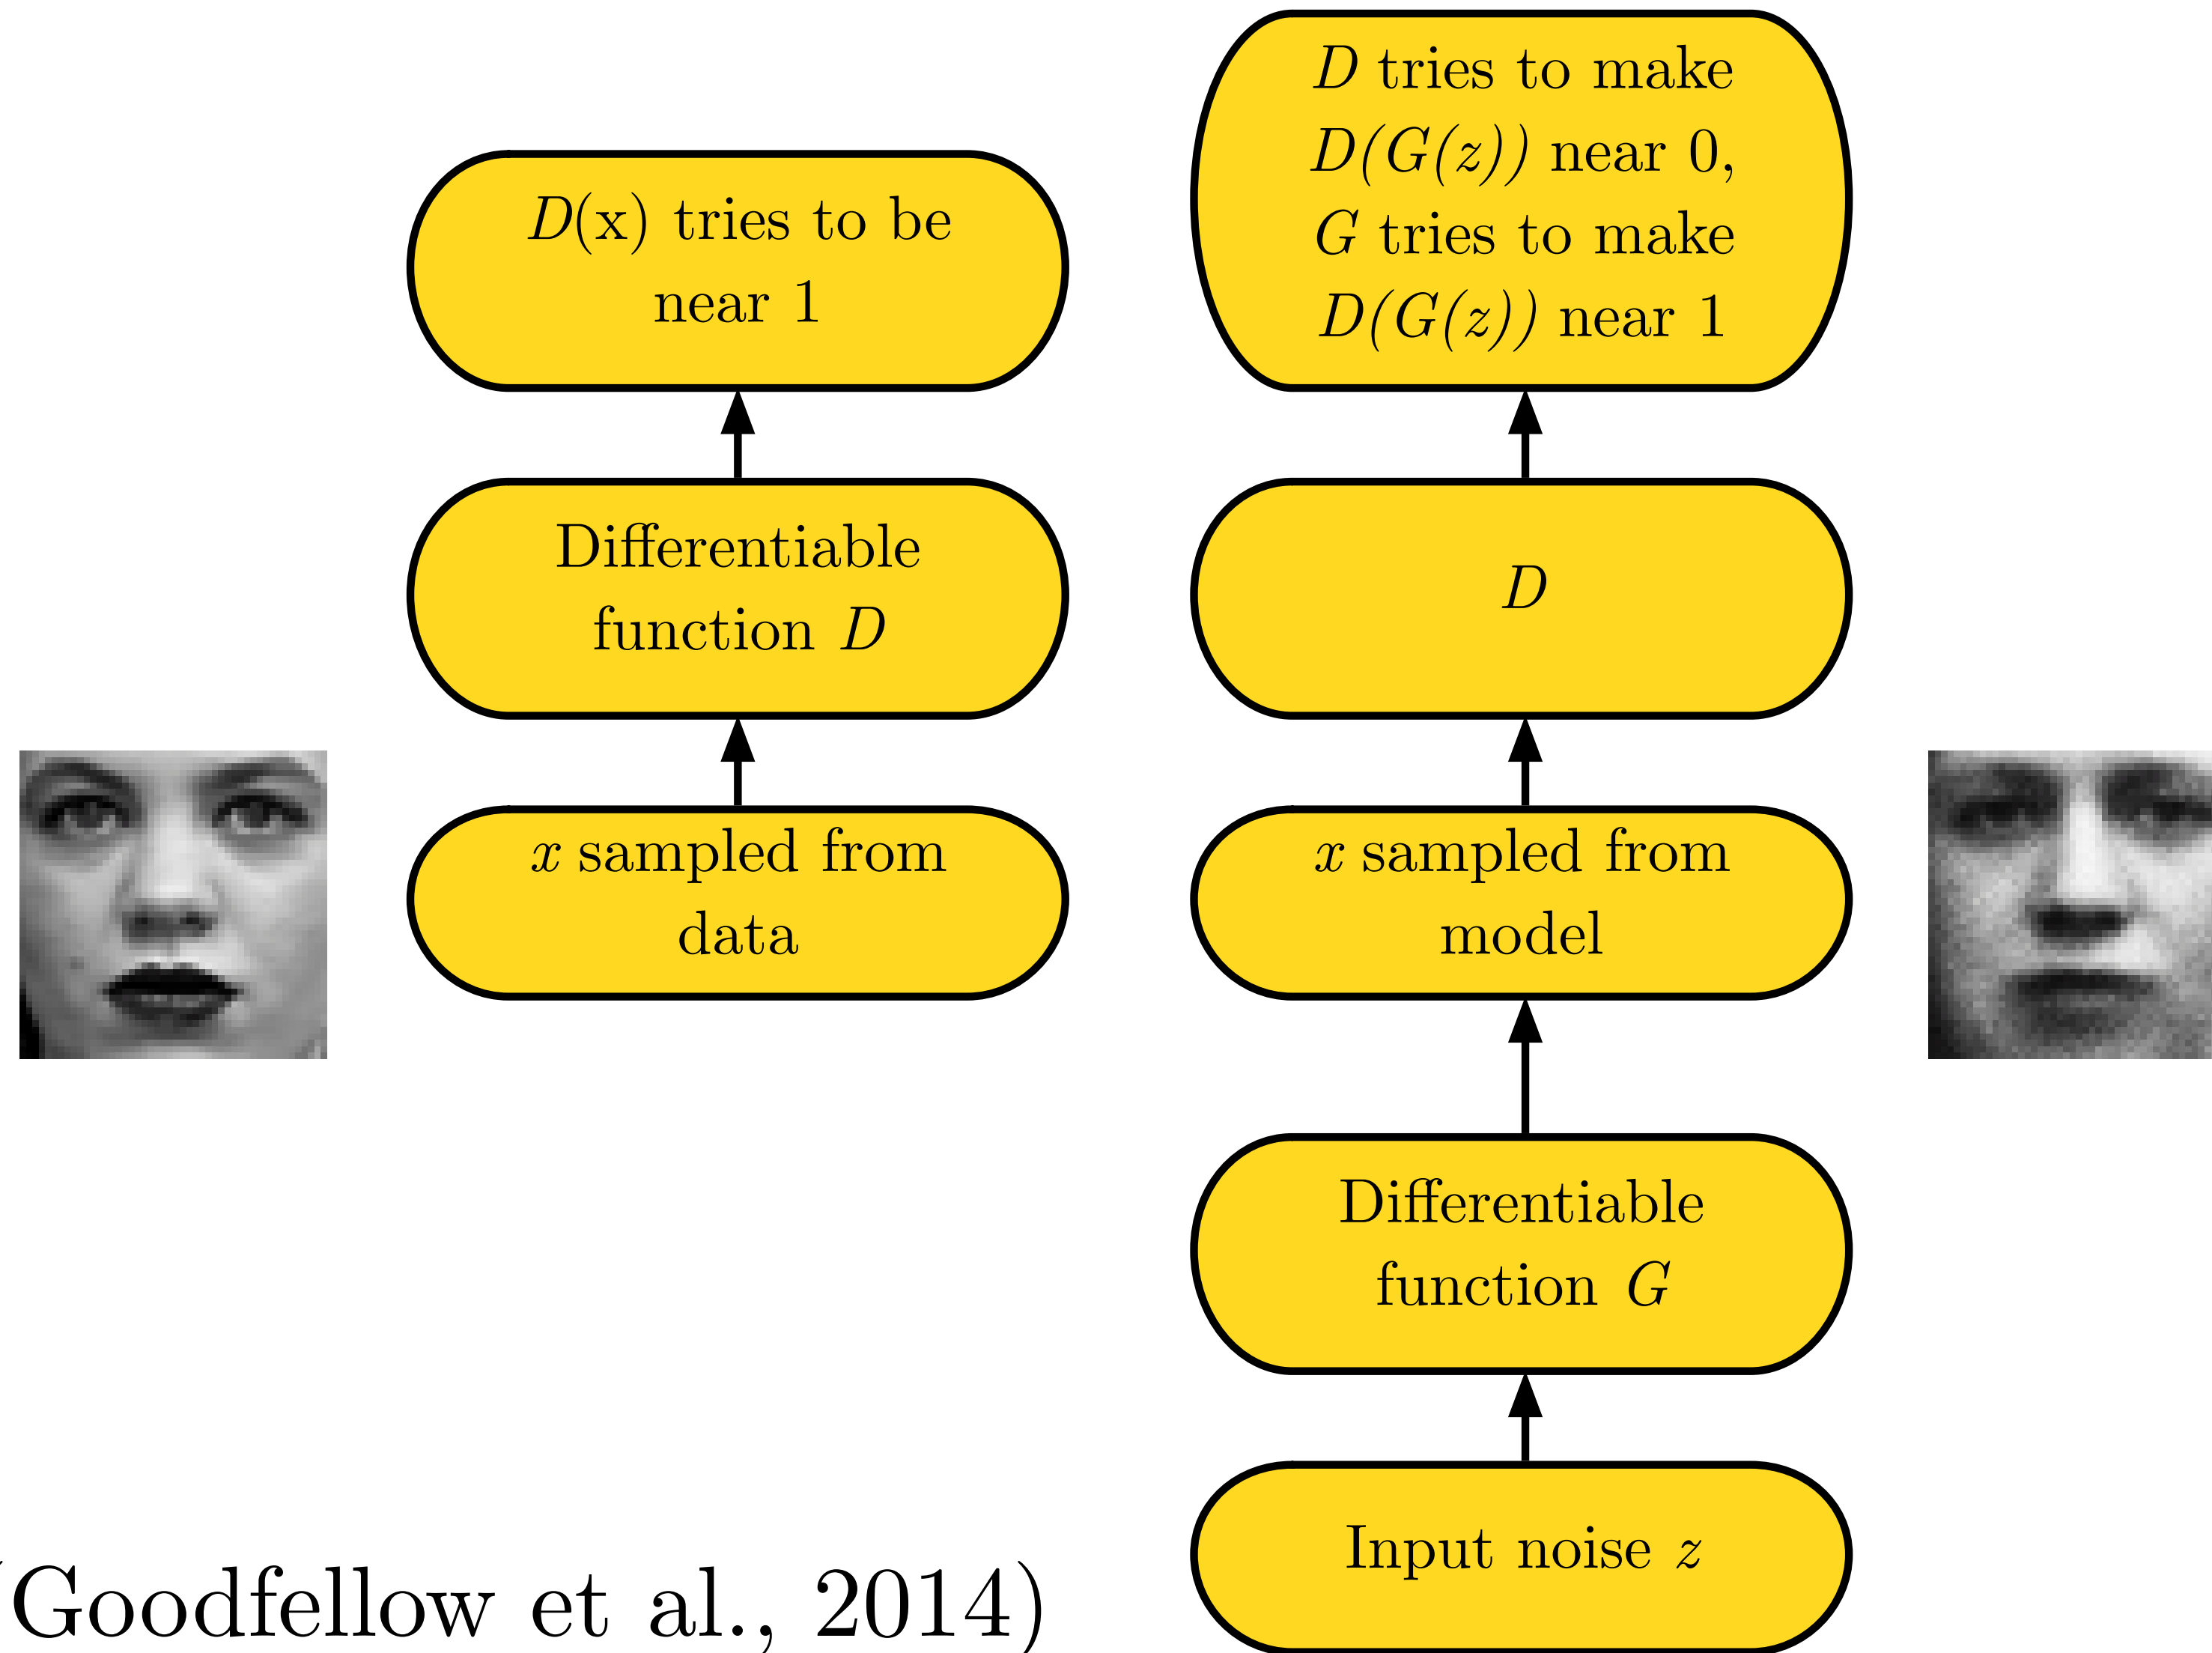 D(x) tries to be
near 1
Differentiable
function D
x sampled from
data
D tries to make
D(G(z)) near 0,
G tries to make
D(G(z)) near 1
D
x sampled from
model
Differentiable
function G
Input noise z
(Goodfellow et al., 2014)